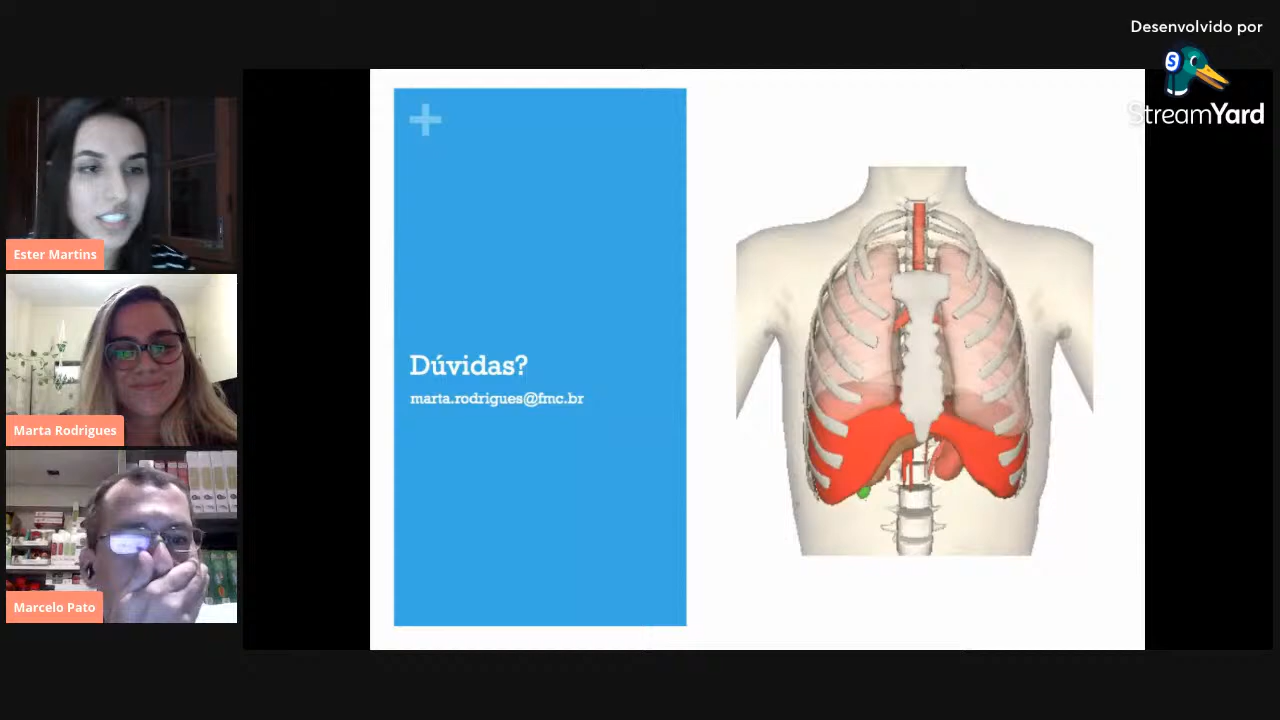 Desenvolvido por
StreamYard
Ester Martins
Marta Rodrigues
Marcelo Pato
Dúvidas?
marta.rodrigues@fmc.br